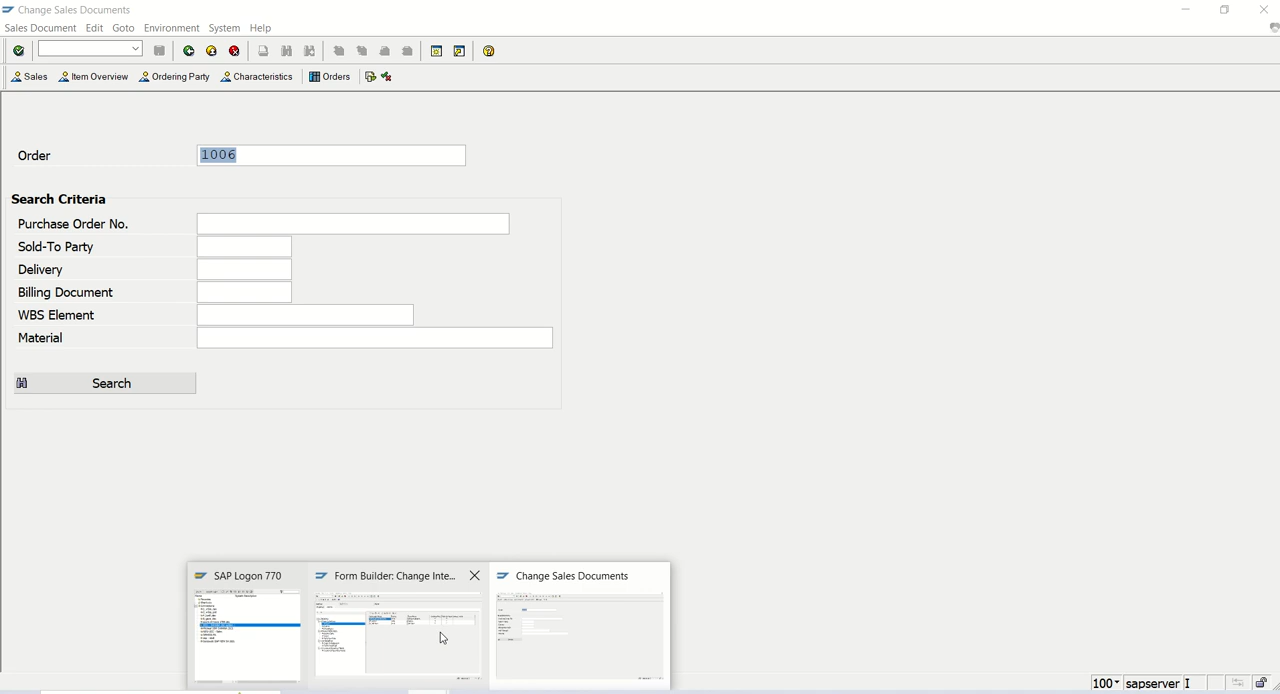 Change Sales Documents
Sales Document Edit Goto Environment System Help
Sales Item Overview Ordering Party Characteristics Orders
Order 1006
Search Criteria
Purchase Order No.
Sold-To Party
Delivery
Billing Document
WBS Element
Material
Search
SAP Logon 770 Form Builder: Change Inte... Change Sales Documents
100 sapserver